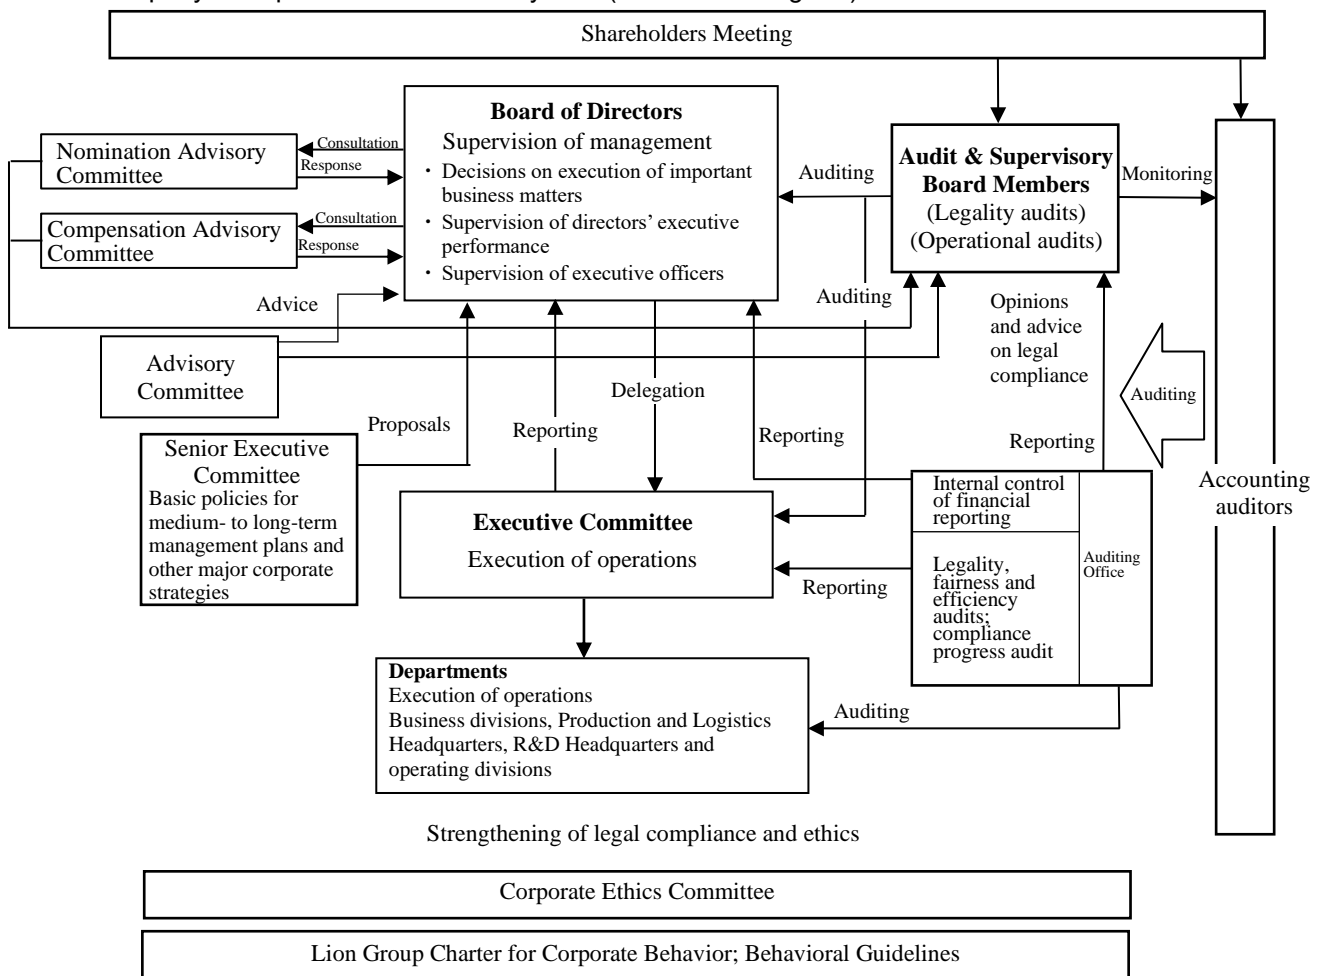 Shareholders Meeting
Board of Directors
Supervision of management
・ Decisions on execution of important
business matters
・ Supervision of directors’ executive
performance
・ Supervision of executive officers
Nomination Advisory
Committee
Consultation
Response
Compensation Advisory
Committee
Consultation
Response
Auditing
Audit & Supervisory
Board Members
(Legality audits)
(Operational audits)
Monitoring
Advice
Auditing
Opinions
and advice
on legal
compliance
Advisory
Committee
Delegation
Auditing
Proposals
Reporting
Reporting
Reporting
Senior Executive
Committee
Basic policies for
medium- to long-term
management plans and
other major corporate
strategies
Accounting
auditors
Internal control
of financial
reporting
Executive Committee
Execution of operations
Auditing
Office
Legality,
fairness and
efficiency
audits;
compliance
progress audit
Reporting
Departments
Execution of operations
Business divisions, Production and Logistics
Headquarters, R&D Headquarters and
operating divisions
Auditing
Strengthening of legal compliance and ethics
Corporate Ethics Committee
Lion Group Charter for Corporate Behavior; Behavioral Guidelines